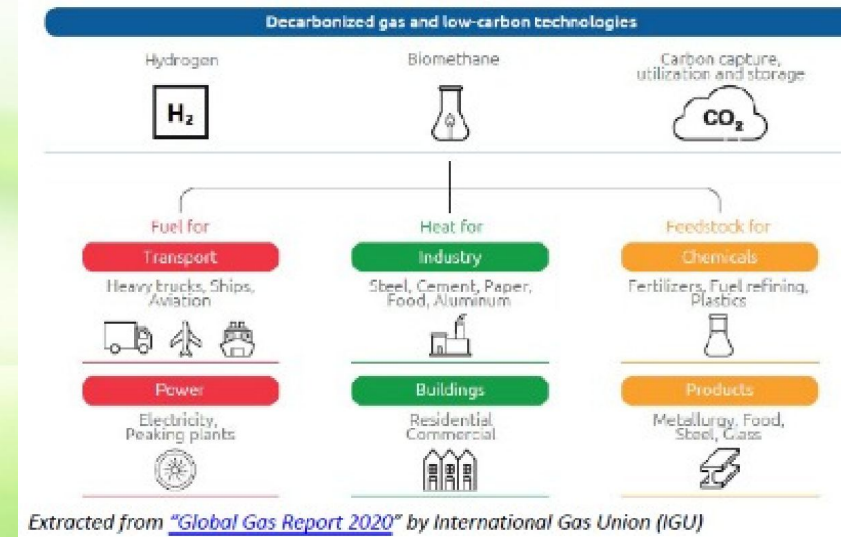 Decarbonized gas and low-carbon technologies
Hydrogen
Biomethane
Carbon capture,
utilization and storage
H₂
CO₂
Fuel for
Heat for
Feedstock for
Transport
Industry
Chemicals
Heavy trucks, Ships,
Aviation
Steel, Cement, Paper,
Food, Aluminum
Fertilizers, Fuel refining,
Plastics
Power
Buildings
Products
Electricity,
Peaking plants
Residential
Commercial
Metallurgy, Food,
Steel, Glass
Extracted from "Global Gas Report 2020" by International Gas Union (IGU)